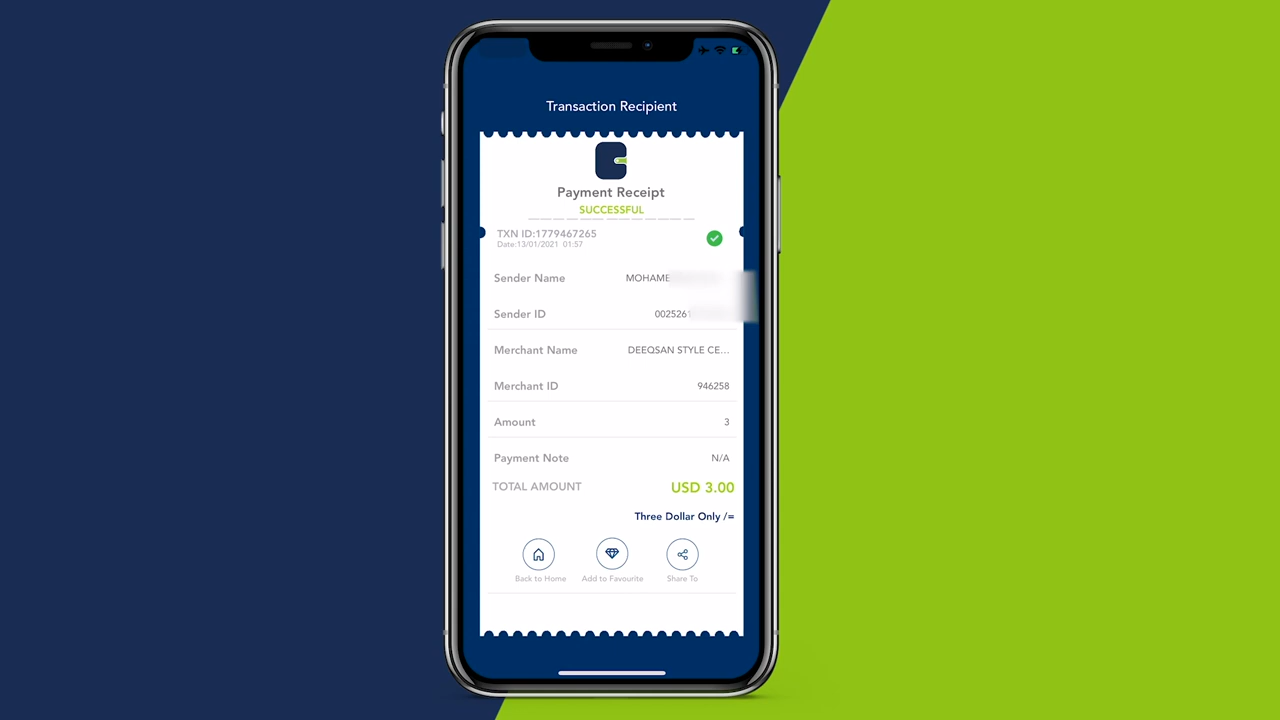 Transaction Recipient
Payment Receipt
SUCCESSFUL
TXN ID:1779467265
Date:13/01/2021 01:57
Sender Name MOHAME
Sender ID 002526
Merchant Name DEEQSAN STYLE CE...
Merchant ID 946258
Amount 3
Payment Note N/A
TOTAL AMOUNT USD 3.00
Three Dollar Only /=
Back to Home Add to Favourite Share To